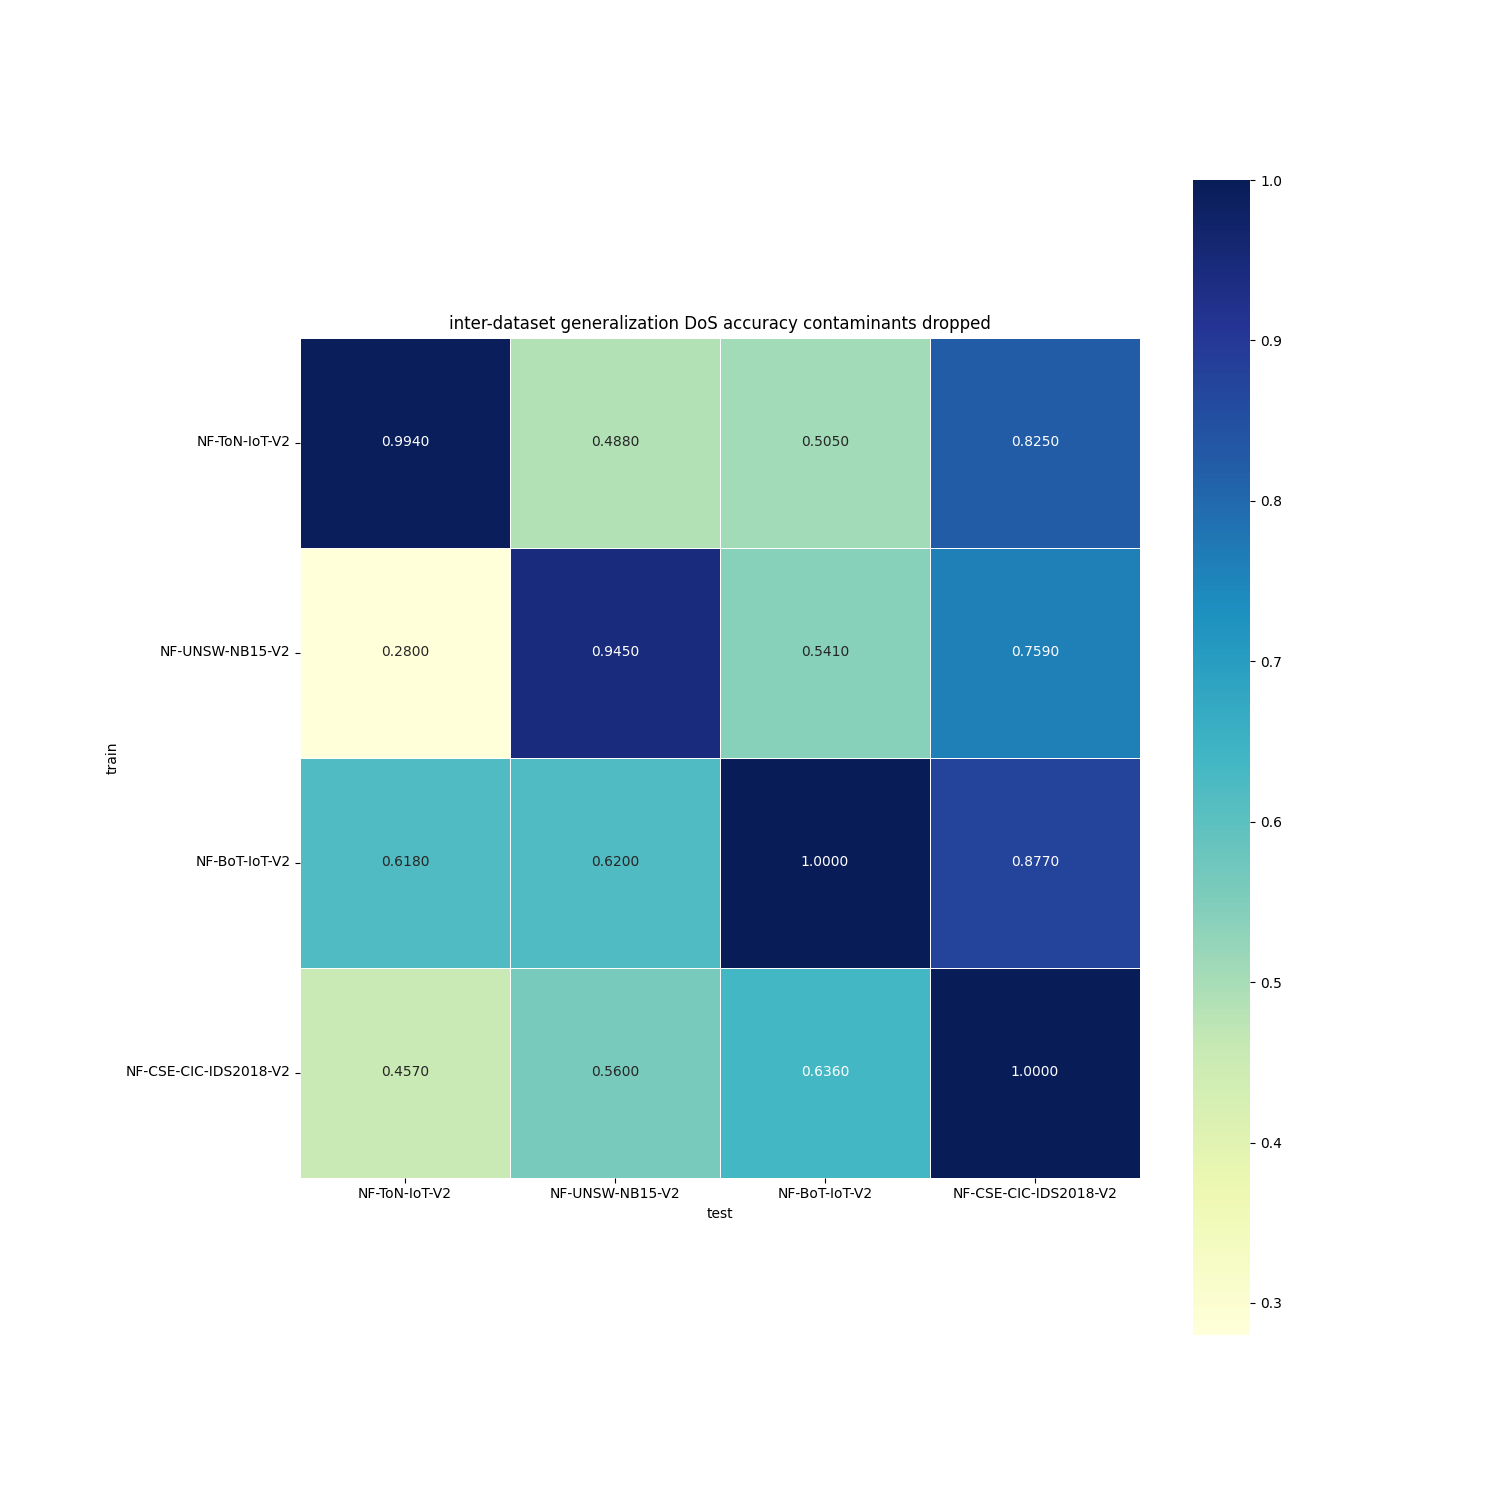 inter-dataset generalization DoS accuracy contaminants dropped
train
NF-ToN-IoT-V2
0.9940 0.4880 0.5050 0.8250
NF-UNSW-NB15-V2
0.2800 0.9450 0.5410 0.7590
NF-BoT-IoT-V2
0.6180 0.6200 1.0000 0.8770
NF-CSE-CIC-IDS2018-V2
0.4570 0.5600 0.6360 1.0000
NF-ToN-IoT-V2 NF-UNSW-NB15-V2 NF-BoT-IoT-V2 NF-CSE-CIC-IDS2018-V2
test
1.0
0.9
0.8
0.7
0.6
0.5
0.4
0.3